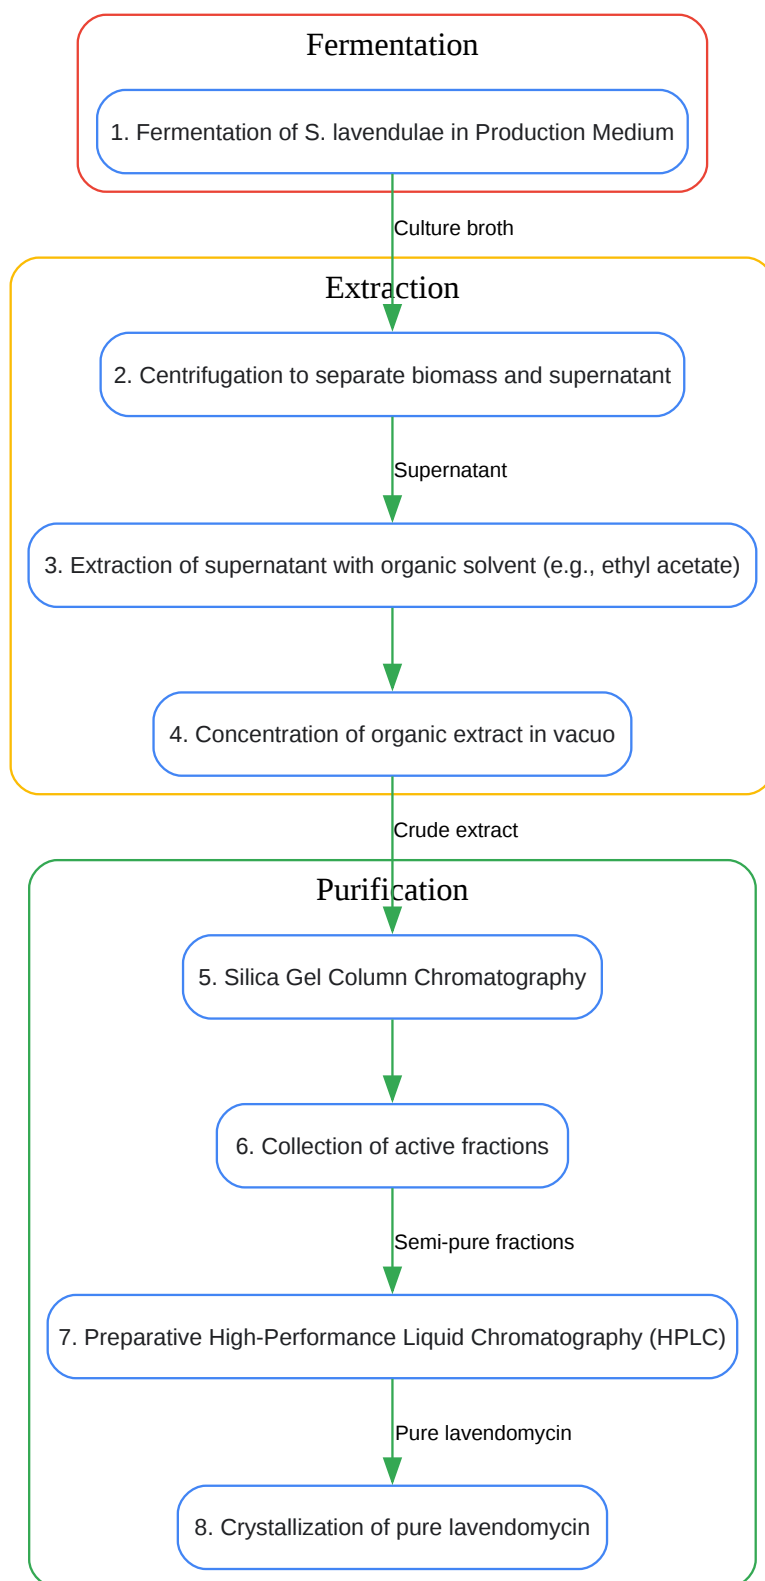 Fermentation
1. Fermentation of S. lavendulae in Production Medium
Culture broth
Extraction
2. Centrifugation to separate biomass and supernatant
Supernatant
3. Extraction of supernatant with organic solvent (e.g., ethyl acetate)
4. Concentration of organic extract in vacuo
Crude extract
Purification
5. Silica Gel Column Chromatography
6. Collection of active fractions
Semi-pure fractions
7. Preparative High-Performance Liquid Chromatography (HPLC)
Pure lavendomycin
8. Crystallization of pure lavendomycin